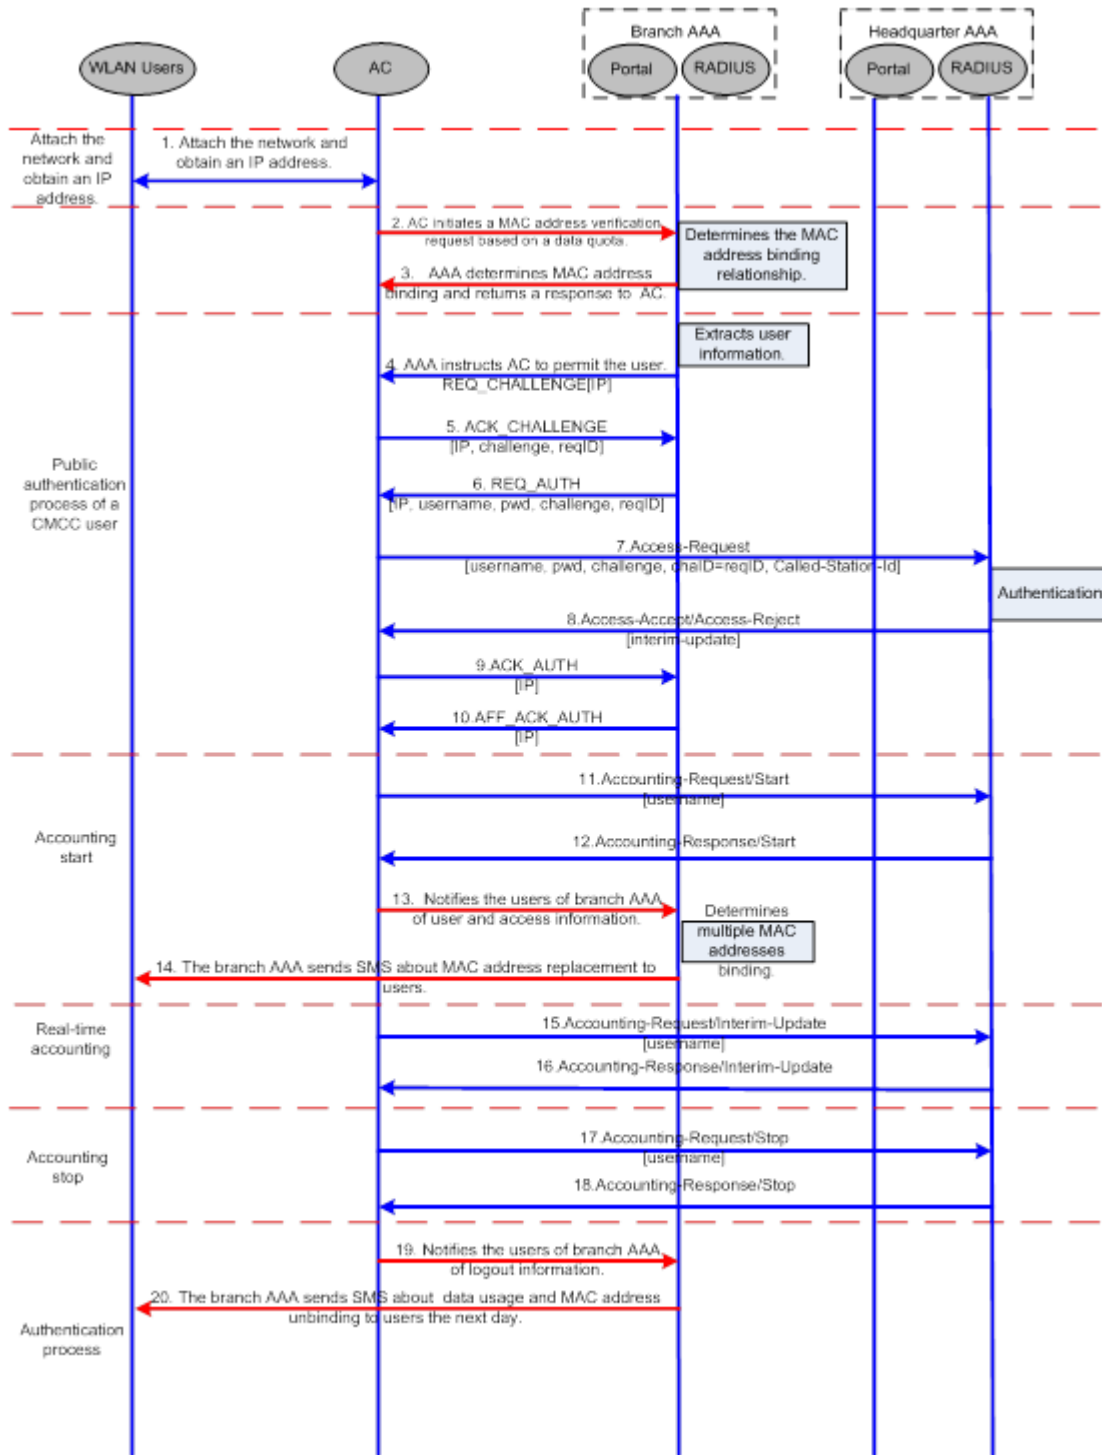 Branch AAA
Headquarter AAA
WLAN Users
AC
Portal
RADIUS
Portal
RADIUS
Attach the
network and
obtain an IP
address.
1. Attach the network and
obtain an IP address.
2. AC initiates a MAC address verification
request based on a data quota.
Determines the MAC
address binding
relationship.
3. AAA determines MAC address
binding and returns a response to AC.
Extracts user
information.
4. AAA instructs AC to permit the user.
REQ_CHALLENGE[IP]
5. ACK_CHALLENGE
[IP, challenge, reqID]
Public
authentication
process of a
CMCC user
6. REQ_AUTH
[IP, username, pwd, challenge, reqID]
7.Access-Request
[username, pwd, challenge, chaID=reqID, Called-Station-Id]
Authentication
8.Access-Accept/Access-Reject
[interim-update]
9.ACK_AUTH
[IP]
10.AFF_ACK_AUTH
[IP]
11.Accounting-Request/Start
[username]
Accounting
start
12.Accounting-Response/Start
13. Notifies the users of branch AAA
of user and access information.
Determines
multiple MAC
addresses
binding.
14. The branch AAA sends SMS about MAC address replacement to
users.
Real-time
accounting
15.Accounting-Request/Interim-Update
[username]
16.Accounting-Response/Interim-Update
17.Accounting-Request/Stop
[username]
Accounting
stop
18.Accounting-Response/Stop
19. Notifies the users of branch AAA
of logout information.
20. The branch AAA sends SMS about data usage and MAC address
unbinding to users the next day.
Authentication
process